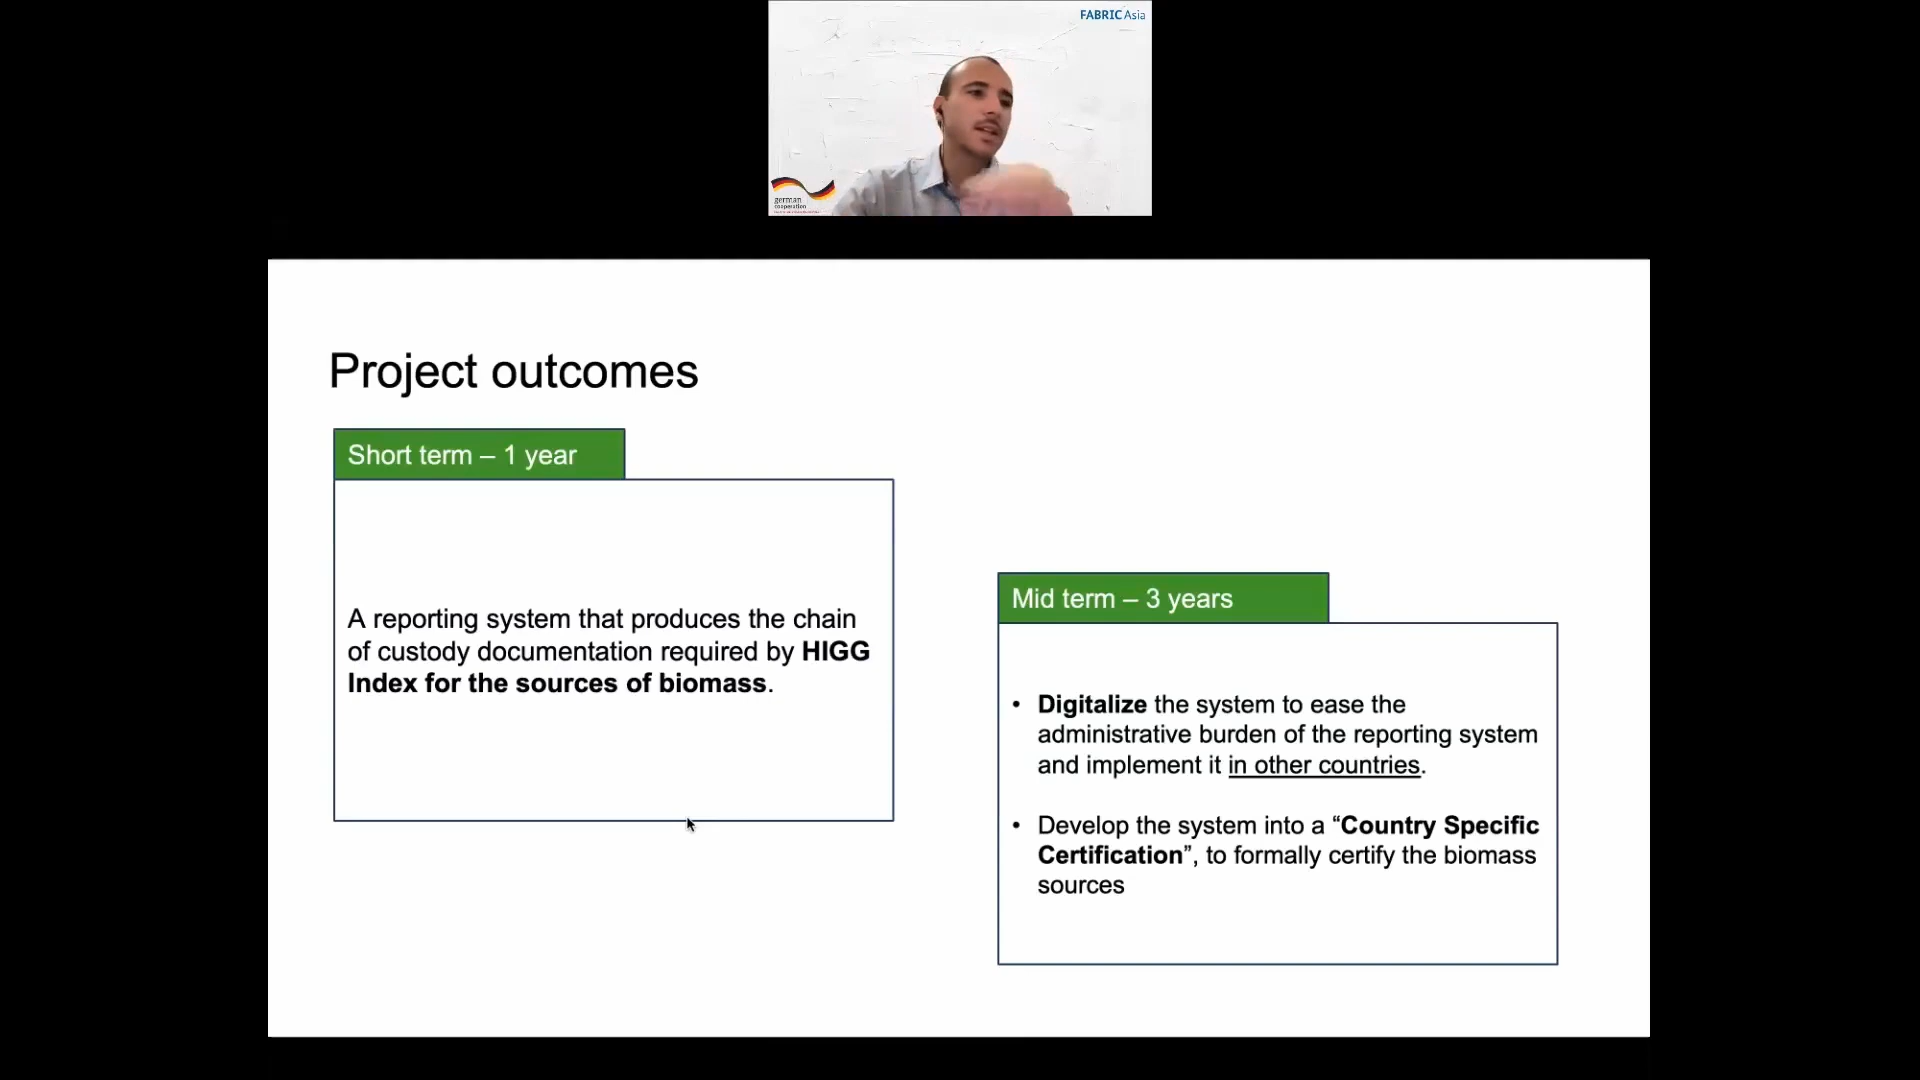 FABRIC Asia
german
cooperation
Project outcomes
Short term – 1 year
A reporting system that produces the chain
of custody documentation required by HIGG
Index for the sources of biomass.
Mid term – 3 years
• Digitalize the system to ease the
administrative burden of the reporting system
and implement it in other countries.
• Develop the system into a “Country Specific
Certification”, to formally certify the biomass
sources